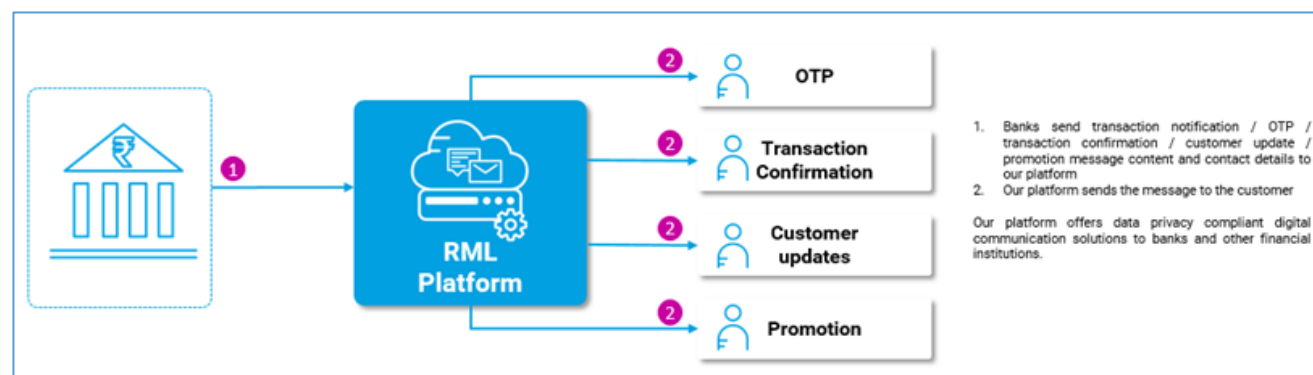 ₹
1
RML
Platform
2
OTP
2
Transaction
Confirmation
2
Customer
updates
2
Promotion
1. Banks send transaction notification / OTP /
transaction confirmation / customer update /
promotion message content and contact details to
our platform
2. Our platform sends the message to the customer
Our platform offers data privacy compliant digital
communication solutions to banks and other financial
institutions.